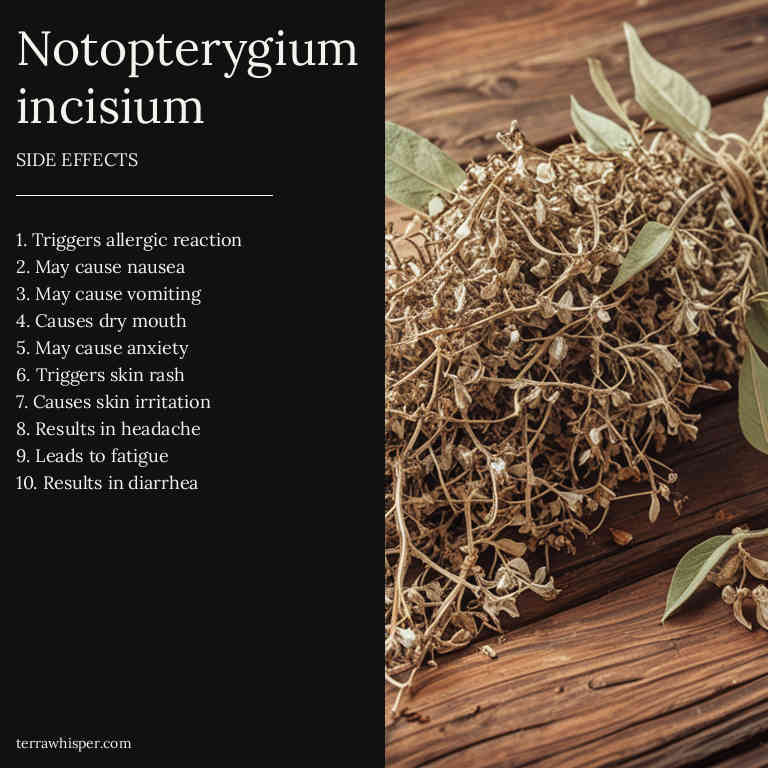 Notopterygium
incisium
SIDE EFFECTS
1. Triggers allergic reaction
2. May cause nausea
3. May cause vomiting
4. Causes dry mouth
5. May cause anxiety
6. Triggers skin rash
7. Causes skin irritation
8. Results in headache
9. Leads to fatigue
10. Results in diarrhea
terrawhisper.com